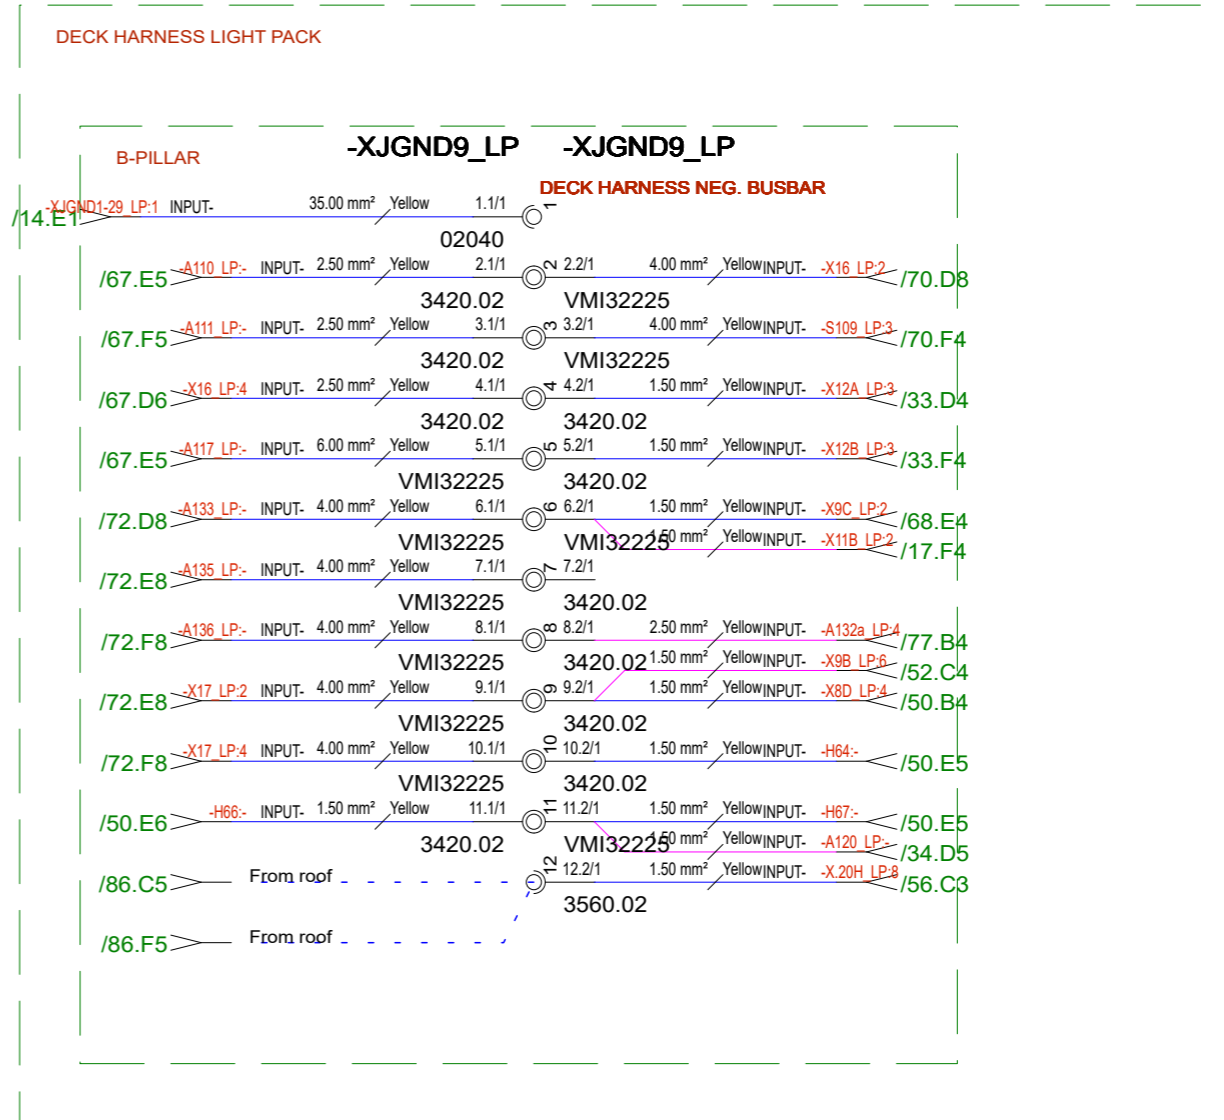 DECK HARNESS LIGHT PACK
-XJGND9_LP -XJGND9_LP
B-PILLAR
DECK HARNESS NEG. BUSBAR
/14.E1 -XJGND1-29_LP:1 INPUT- 35.00 mm² Yellow 1.1/1 1
02040
/67.E5 -A110_LP:- INPUT- 2.50 mm² Yellow 2.1/1 2 2.2/1 4.00 mm² Yellow INPUT- -X16_LP:2 /70.D8
3420.02 VMI32225
/67.F5 -A111_LP:- INPUT- 2.50 mm² Yellow 3.1/1 3 3.2/1 4.00 mm² Yellow INPUT- -S109_LP:3 /70.F4
3420.02 VMI32225
/67.D6 -X16_LP:4 INPUT- 2.50 mm² Yellow 4.1/1 4 4.2/1 1.50 mm² Yellow INPUT- -X12A_LP:3 /33.D4
3420.02 3420.02
/67.E5 -A117_LP:- INPUT- 6.00 mm² Yellow 5.1/1 5 5.2/1 1.50 mm² Yellow INPUT- -X12B_LP:3 /33.F4
VMI32225 3420.02
/72.D8 -A133_LP:- INPUT- 4.00 mm² Yellow 6.1/1 6 6.2/1 1.50 mm² Yellow INPUT- -X9C_LP:2 /68.E4
VMI32225 VMI32225 1.50 mm² Yellow INPUT- -X11B_LP:2 /17.F4
/72.E8 -A135_LP:- INPUT- 4.00 mm² Yellow 7.1/1 7 7.2/1
VMI32225 3420.02
/72.F8 -A136_LP:- INPUT- 4.00 mm² Yellow 8.1/1 8 8.2/1 2.50 mm² Yellow INPUT- -A132a_LP:4 /77.B4
VMI32225 3420.02 1.50 mm² Yellow INPUT- -X9B_LP:6 /52.C4
/72.E8 -X17_LP:2 INPUT- 4.00 mm² Yellow 9.1/1 9 9.2/1 1.50 mm² Yellow INPUT- -X8D_LP:4 /50.B4
VMI32225 3420.02
/72.F8 -X17_LP:4 INPUT- 4.00 mm² Yellow 10.1/1 10 10.2/1 1.50 mm² Yellow INPUT- -H64:- /50.E5
VMI32225 3420.02
/50.E6 -H66:- INPUT- 1.50 mm² Yellow 11.1/1 11 11.2/1 1.50 mm² Yellow INPUT- -H67:- /50.E5
3420.02 VMI32225 1.50 mm² Yellow INPUT- -A120_LP:- /34.D5
/86.C5 From roof 12 12.2/1 1.50 mm² Yellow INPUT- -X.20H_LP:8 /56.C3
3560.02
/86.F5 From roof